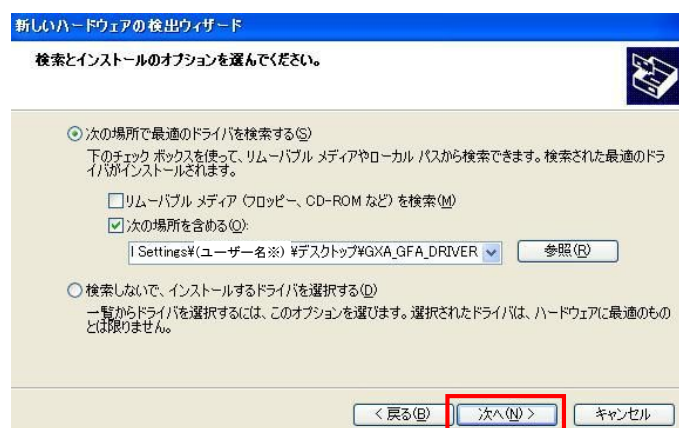 新しいハードウェアの検出ウィザード
検索とインストールのオプションを選んでください。
次の場所で最適のドライバを検索する(S)
下のチェック ボックスを使って、リムーバブル メディアやローカル パスから検索できます。検索された最適のドラ
イバがインストールされます。
リムーバブル メディア (フロッピー、CD-ROM など) を検索(M)
次の場所を含める(O):
l Settings¥(ユーザー名※) ¥デスクトップ¥GXA_GFA_DRIVER
参照(R)
検索しないで、インストールするドライバを選択する(D)
一覧からドライバを選択するには、このオプションを選びます。選択されたドライバは、ハードウェアに最適のもの
とは限りません。
< 戻る(B)
次へ(N) >
キャンセル